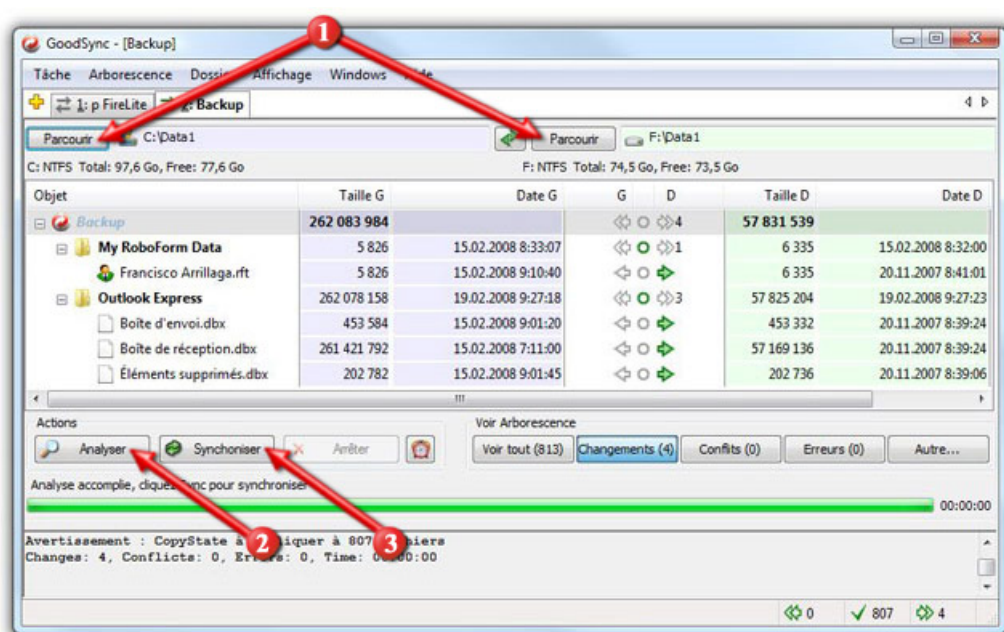 GoodSync - [Backup]
Tâche Arborescence Affichage Windows
1: p FireLite Backup
Parcourir C:\Data1 Parcourir F:\Data1
C: NTFS Total: 97,6 Go, Free: 77,6 Go F: NTFS Total: 74,5 Go, Free: 73,5 Go
Objet Taille G Date G G D Taille D Date D
Backup 262 083 984 4 57 831 539
My RoboForm Data 5 826 15.02.2008 8:33:07 1 6 335 15.02.2008 8:32:00
Francisco Arrillaga.rft 5 826 15.02.2008 9:10:40 6 335 20.11.2007 8:41:01
Outlook Express 262 078 158 19.02.2008 9:27:18 3 57 825 204 19.02.2008 9:27:23
Boîte d'envoi.dbx 453 584 15.02.2008 9:01:20 453 332 20.11.2007 8:39:24
Boîte de réception.dbx 261 421 792 15.02.2008 7:11:00 57 169 136 20.11.2007 8:39:24
Éléments supprimés.dbx 202 782 15.02.2008 9:01:45 202 736 20.11.2007 8:39:06
Actions Voir Arborescence
Analyser Synchoniser Arrêter Voir tout (813) Changements (4) Conflits (0) Erreurs (0) Autre...
Analyse accomplie, cliquez Sync pour synchroniser
00:00:00
Avertissement : CopyState à 807
Changes: 4, Conflicts: 0, 0, Time:
0 807 4
1
2
3